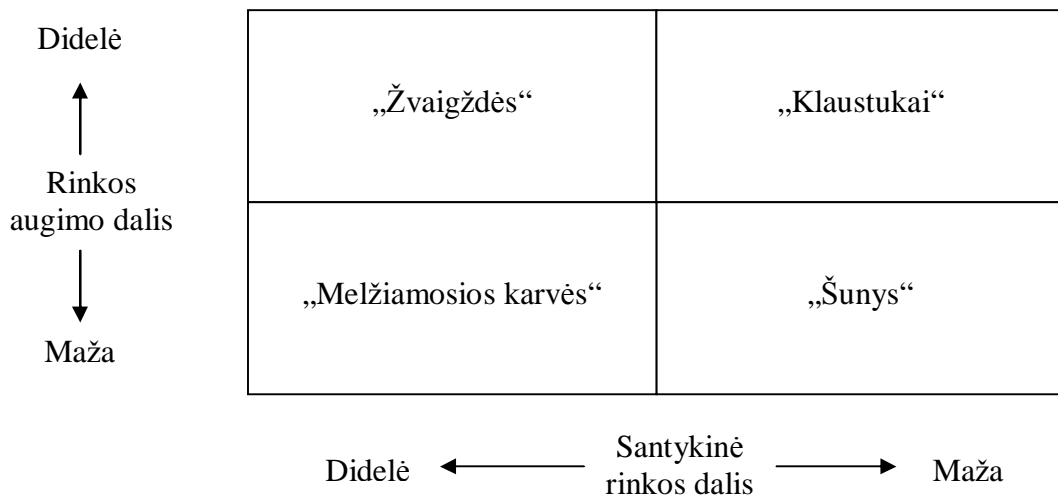 Didelė
„Žvaigždės“
„Klaustukai“
Rinkos
augimo dalis
„Melžiamosios karvės“
„Šunys“
Maža
Didelė
Santykinė
rinkos dalis
Maža